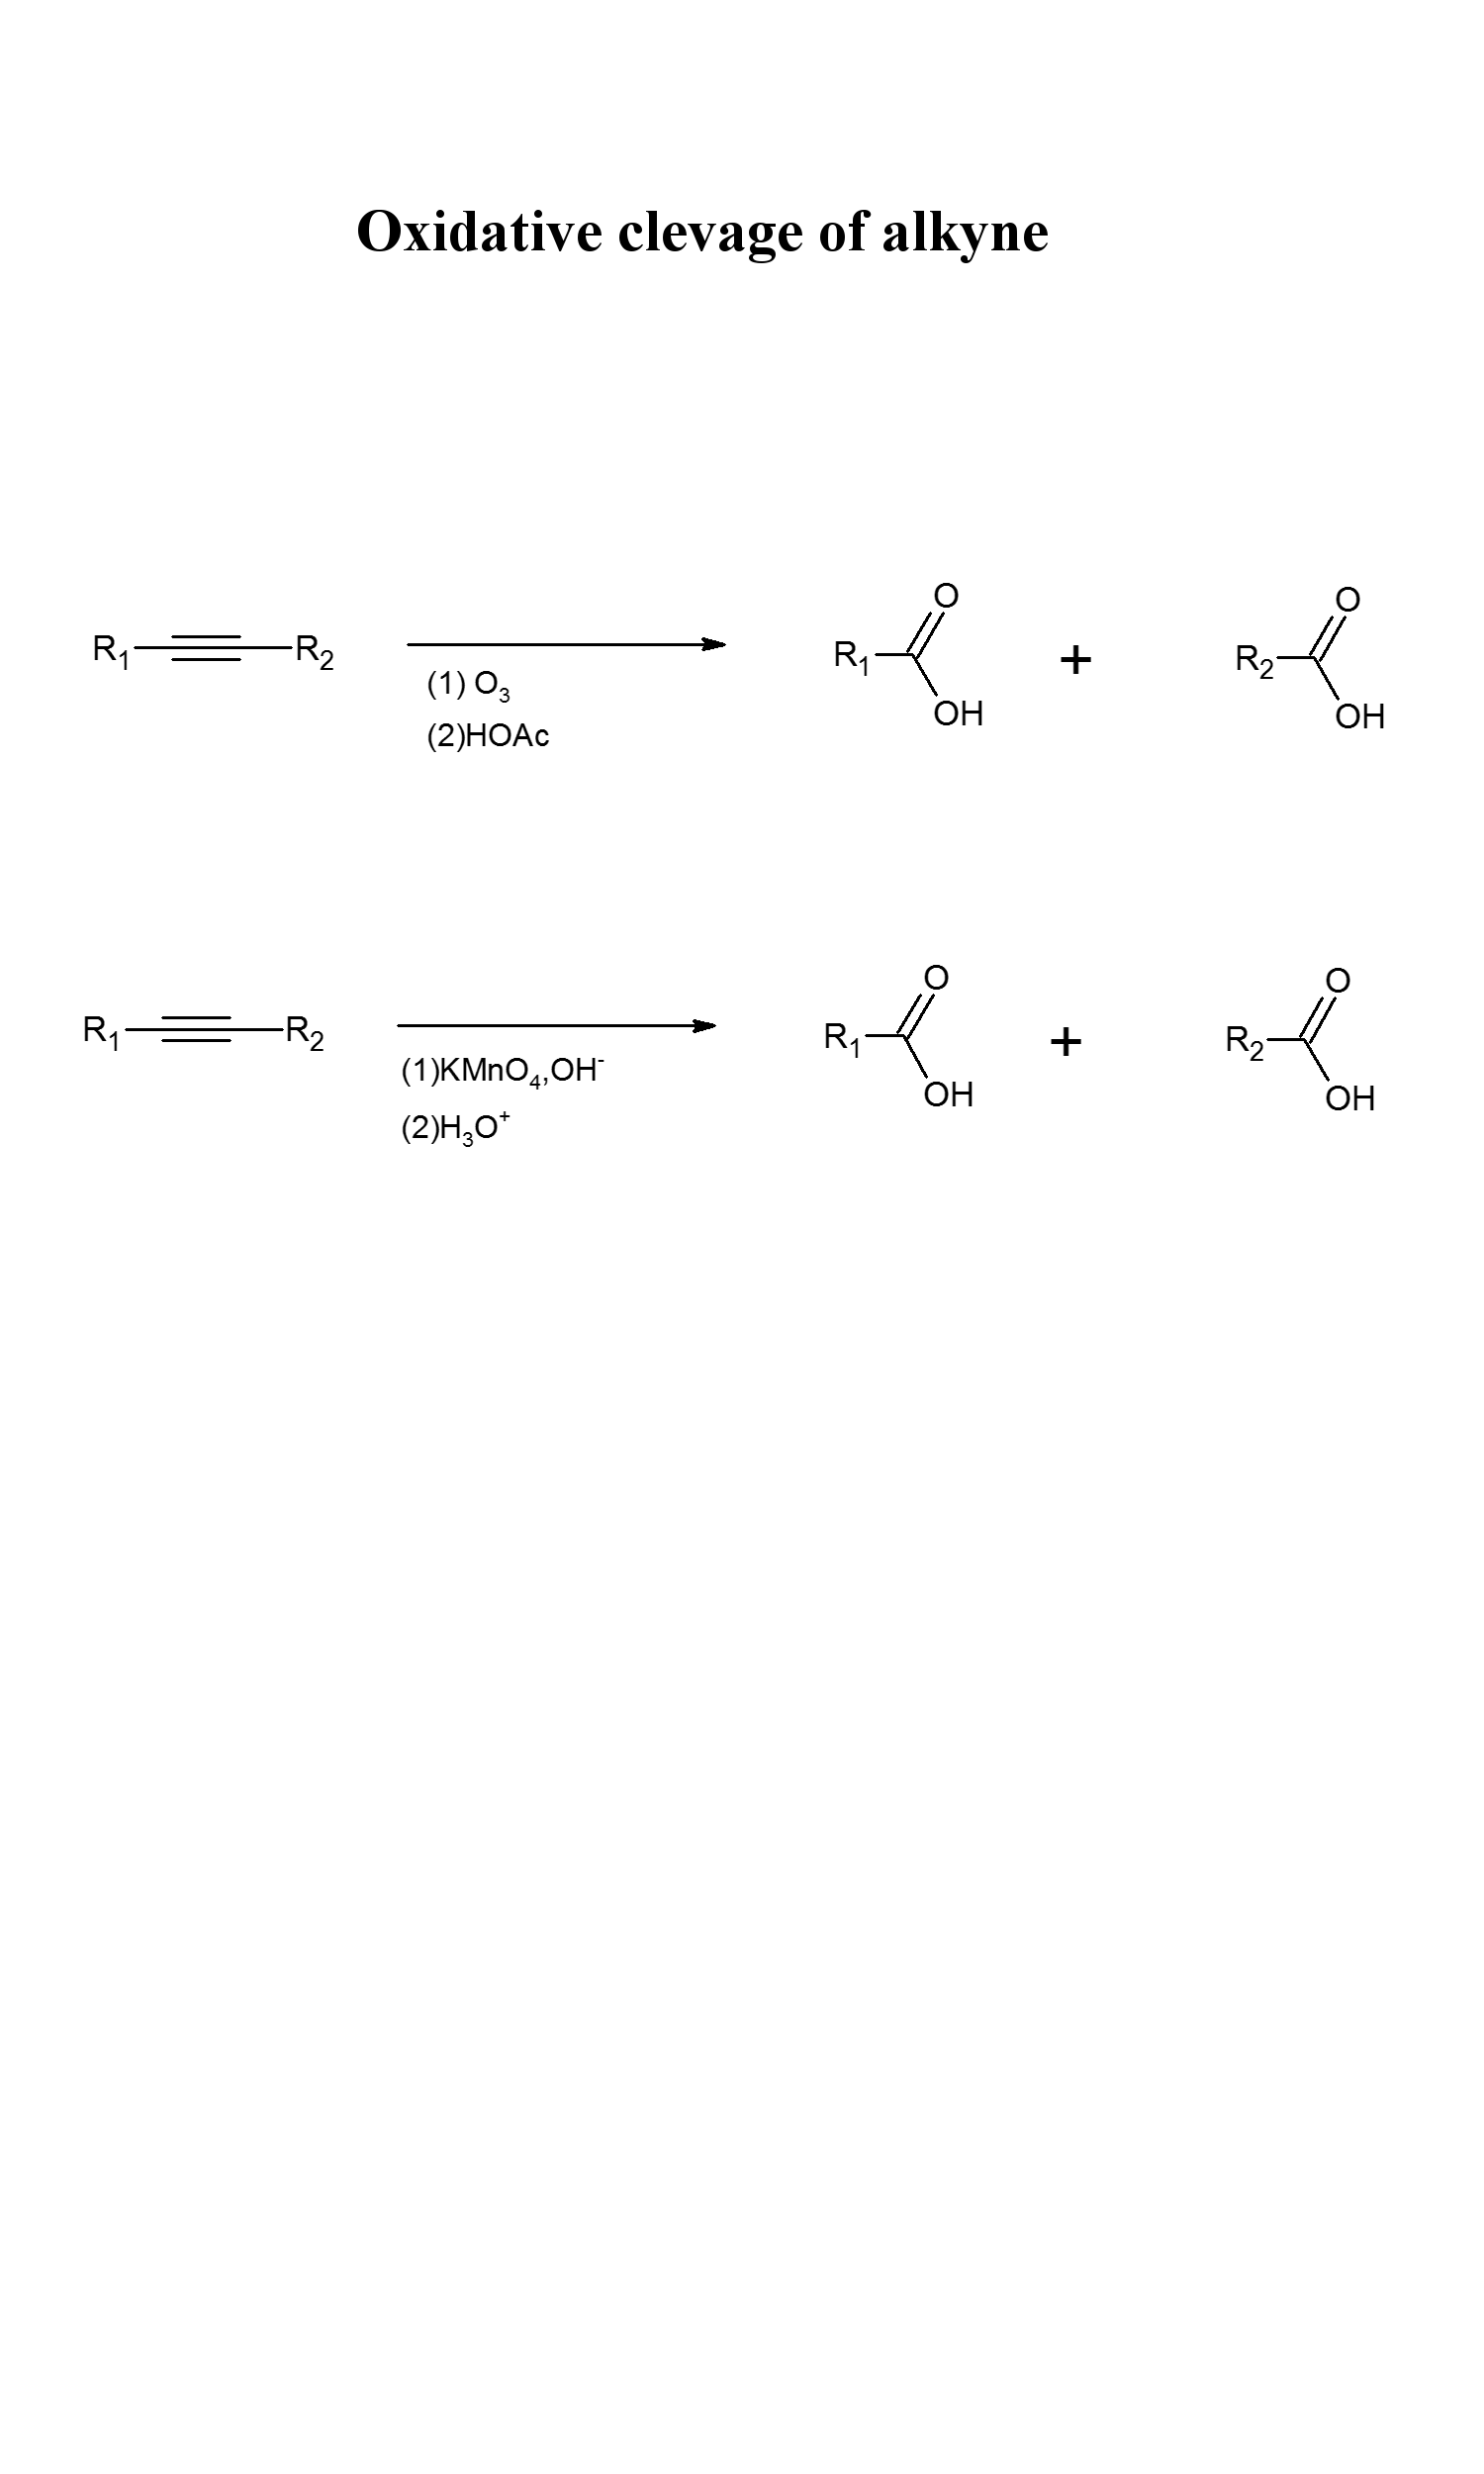 Oxidative clevage of alkyne
R₁ R₂ (1) O₃ (2)HOAc R₁ O OH + R₂ O OH
R₁ R₂ (1)KMnO₄,OH⁻ (2)H₃O⁺ R₁ O OH + R₂ O OH